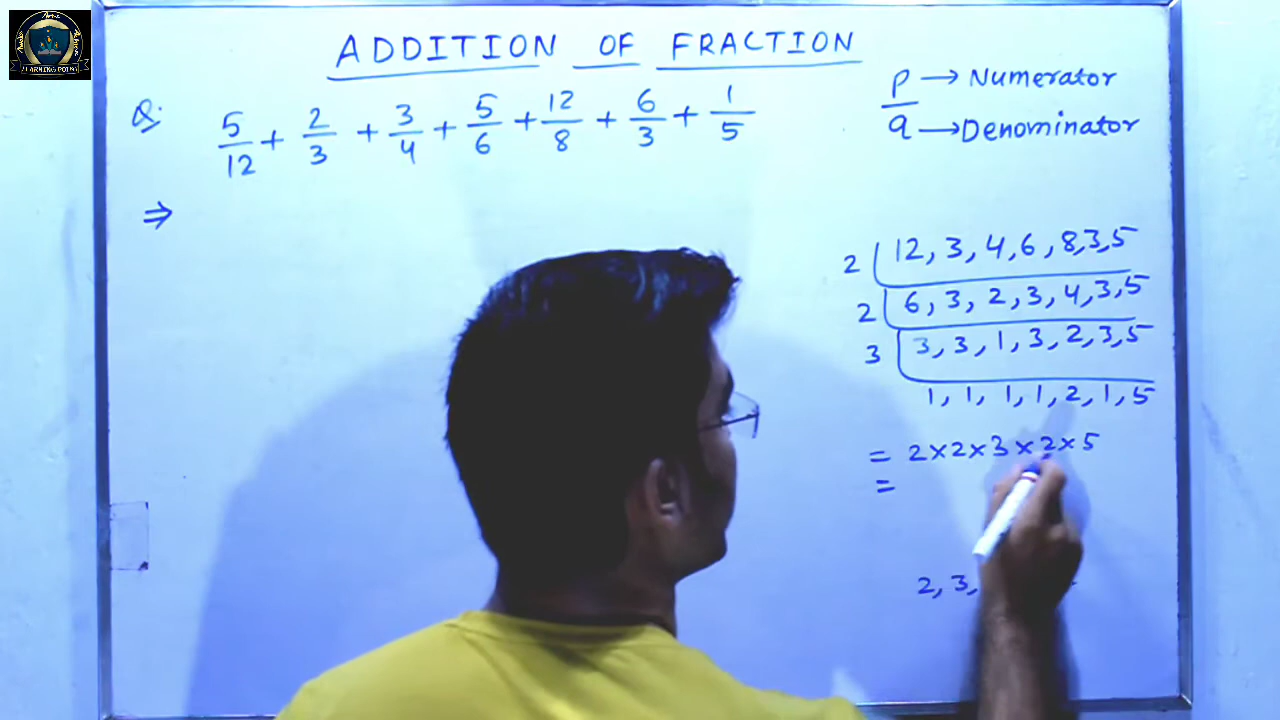 LEARNING POINT
ADDITION OF FRACTION
Q. 5/12 + 2/3 + 3/4 + 5/6 + 12/8 + 6/3 + 1/5
P → Numerator
q → Denominator
⇒
2 | 12, 3, 4, 6, 8, 3, 5
2 | 6, 3, 2, 3, 4, 3, 5
3 | 3, 3, 1, 3, 2, 3, 5
1, 1, 1, 1, 2, 1, 5
= 2×2×3×2×5
=
2, 3,